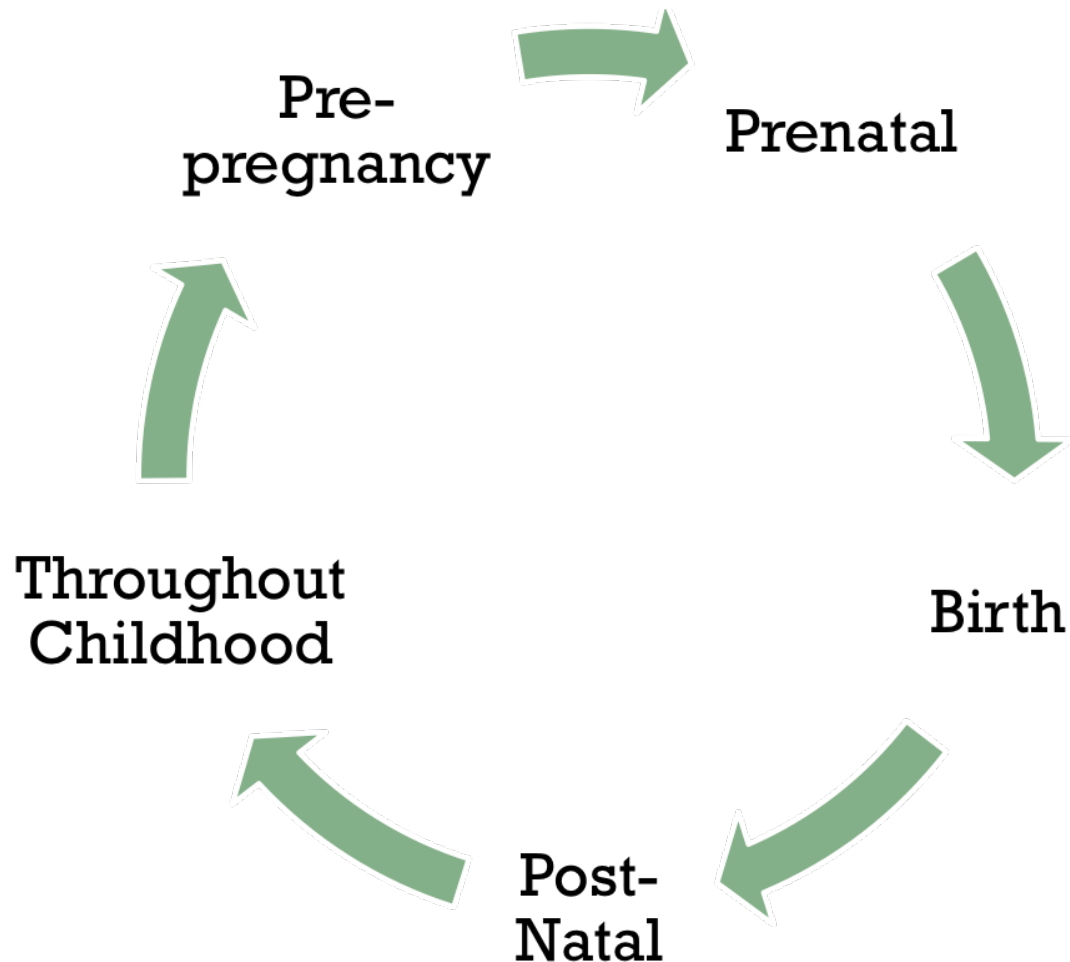 Pre-
pregnancy
Prenatal
Birth
Post-
Natal
Throughout
Childhood